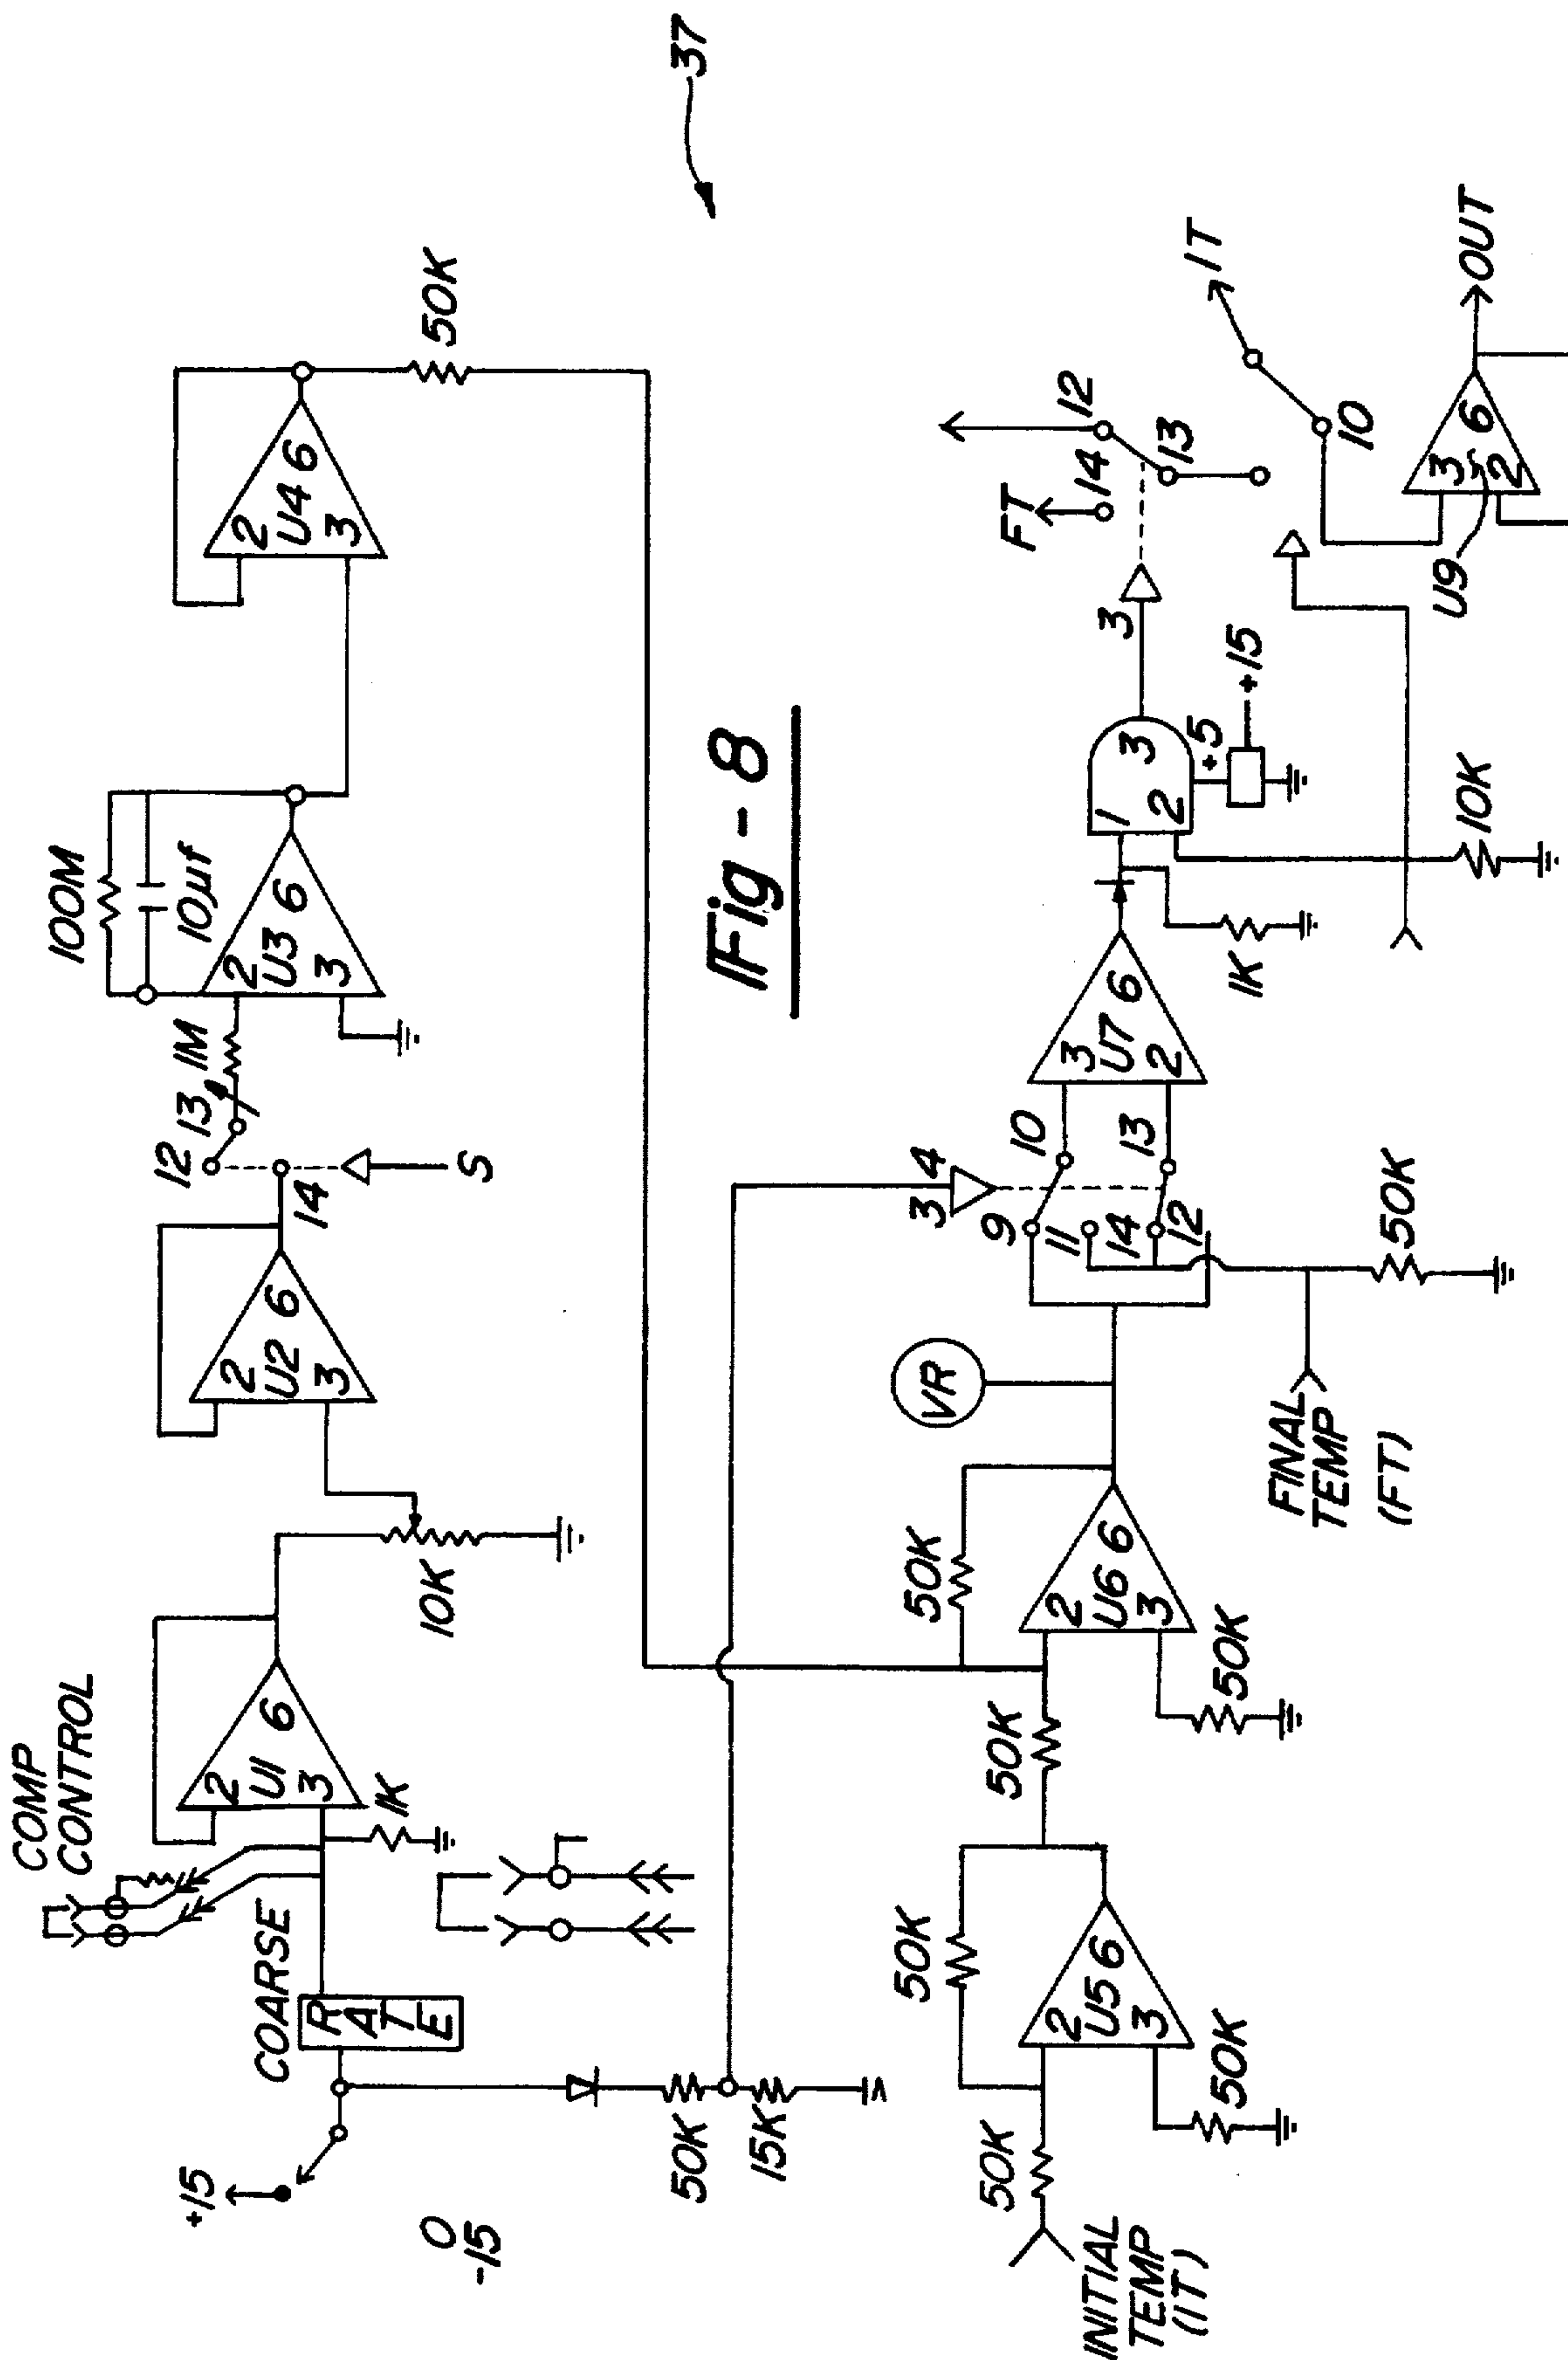 COMP
CONTROL
COARSE
RATE
+15
0
-15
2
U1
6
3
1K
10K
2
U2
6
3
12
14
S
13
1M
100M
10µf
2
U3
6
3
2
U4
6
3
50K
37
50K
15K
Fig - 8
INITIAL
TEMP
(IT)
50K
50K
2
U5
6
3
50K
50K
50K
2
U6
6
3
50K
VR
FINAL
TEMP
(FT)
50K
3
4
9
11
14
12
10
13
3
U7
6
2
1K
1
2
3
+5
+15
10K
3
FT
14
12
13
IT
10
3
6
2
U9
OUT